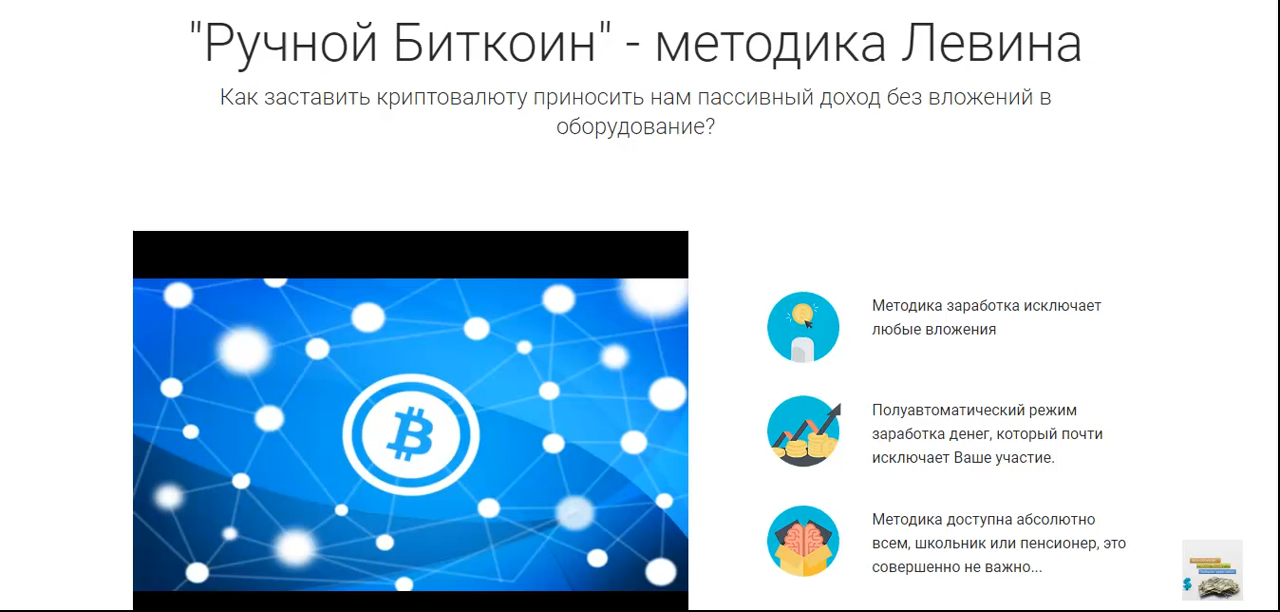 "Ручной Биткоин" - методика Левина
Как заставить криптовалюту приносить нам пассивный доход без вложений в
оборудование?
Методика заработка исключает
любые вложения
Полуавтоматический режим
заработка денег, который почти
исключает Ваше участие.
Методика доступна абсолютно
всем, школьник или пенсионер, это
совершенно не важно...